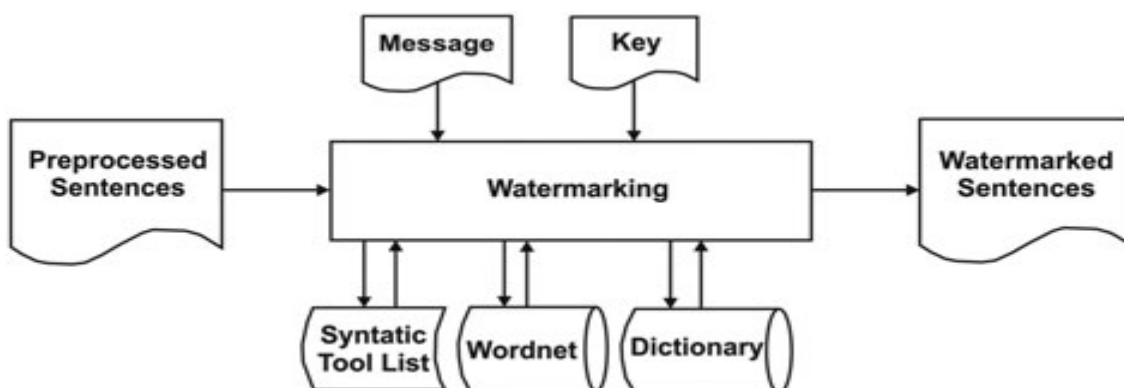 Message
Key
Preprocessed
Sentences
Watermarking
Watermarked
Sentences
Syntatic
Tool List
Wordnet
Dictionary